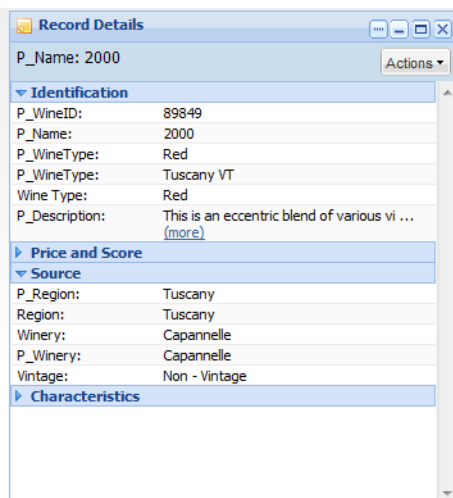 Record Details
P_Name: 2000
Actions
Identification
P_WineID: 89849
P_Name: 2000
P_WineType: Red
P_WineType: Tuscany VT
Wine Type: Red
P_Description: This is an eccentric blend of various vi ...
(more)
Price and Score
Source
P_Region: Tuscany
Region: Tuscany
Winery: Capannelle
P_Winery: Capannelle
Vintage: Non - Vintage
Characteristics